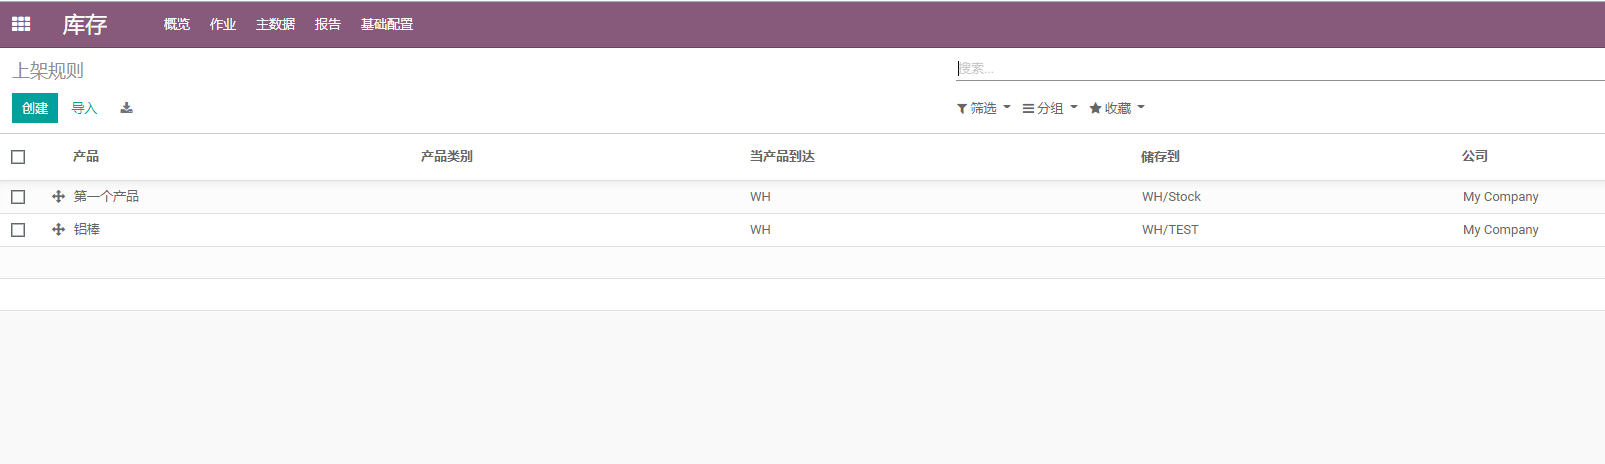 库存 概览 作业 主数据 报告 基础配置
上架规则 搜索...
创建 导入 筛选 分组 收藏
产品 产品类别 当产品到达 储存到 公司
第一个产品 WH WH/Stock My Company
铝棒 WH WH/TEST My Company